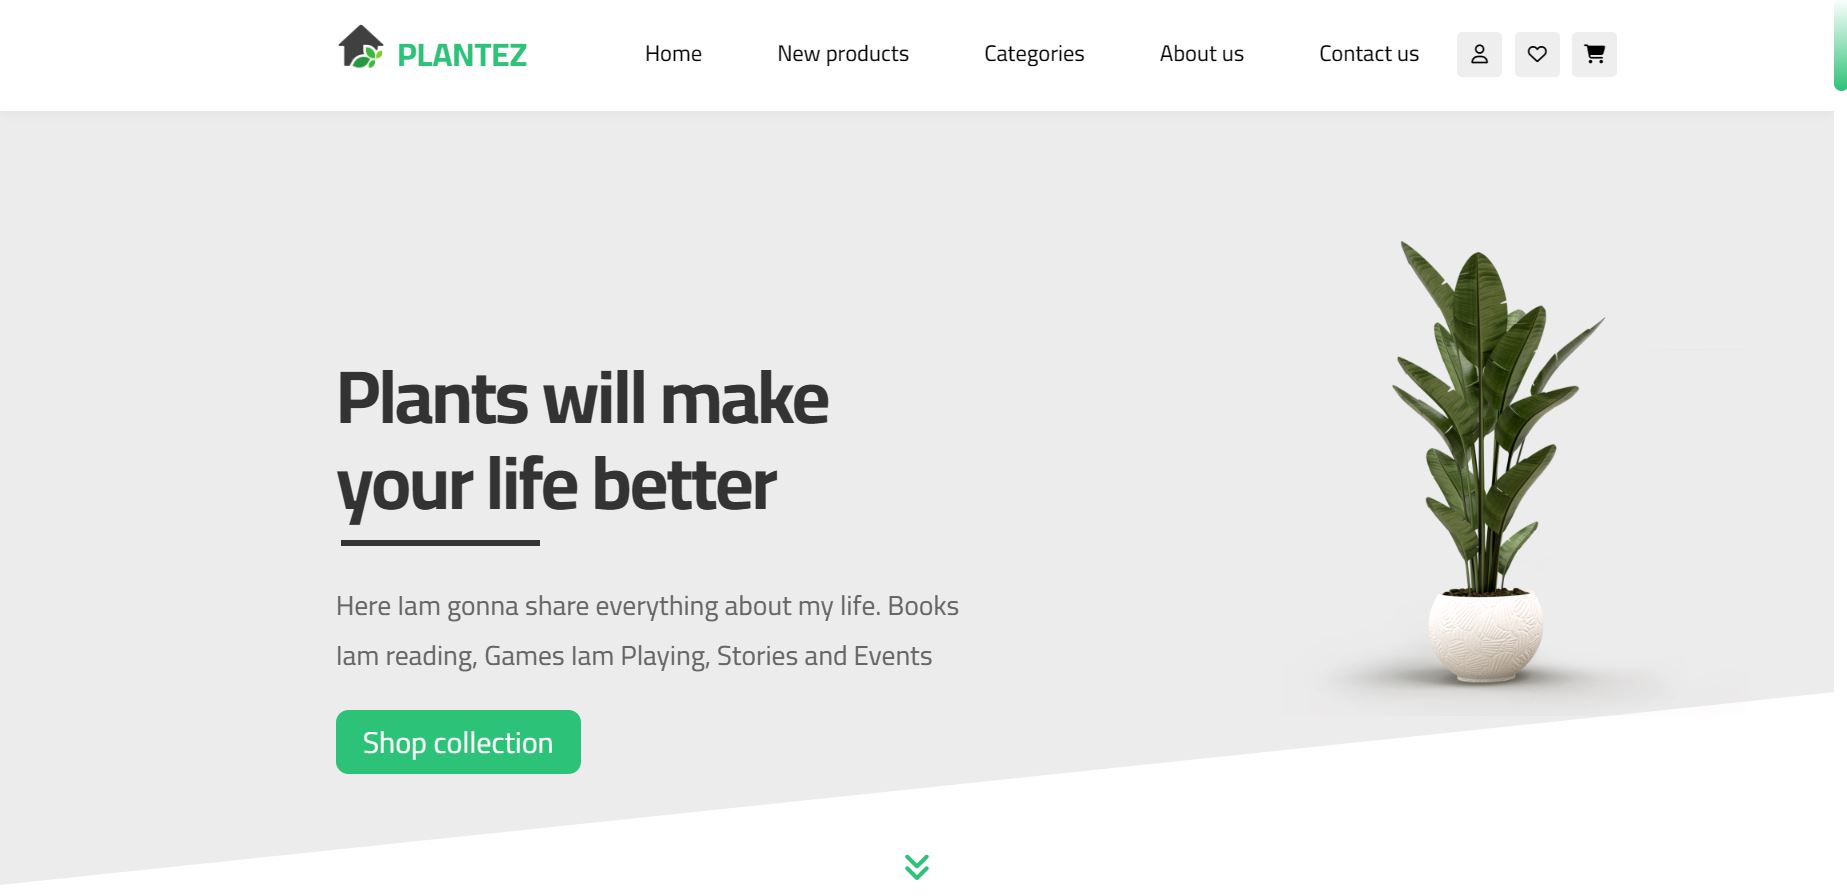 PLANTEZ
Home
New products
Categories
About us
Contact us
Plants will make
your life better
Here Iam gonna share everything about my life. Books
Iam reading, Games Iam Playing, Stories and Events
Shop collection